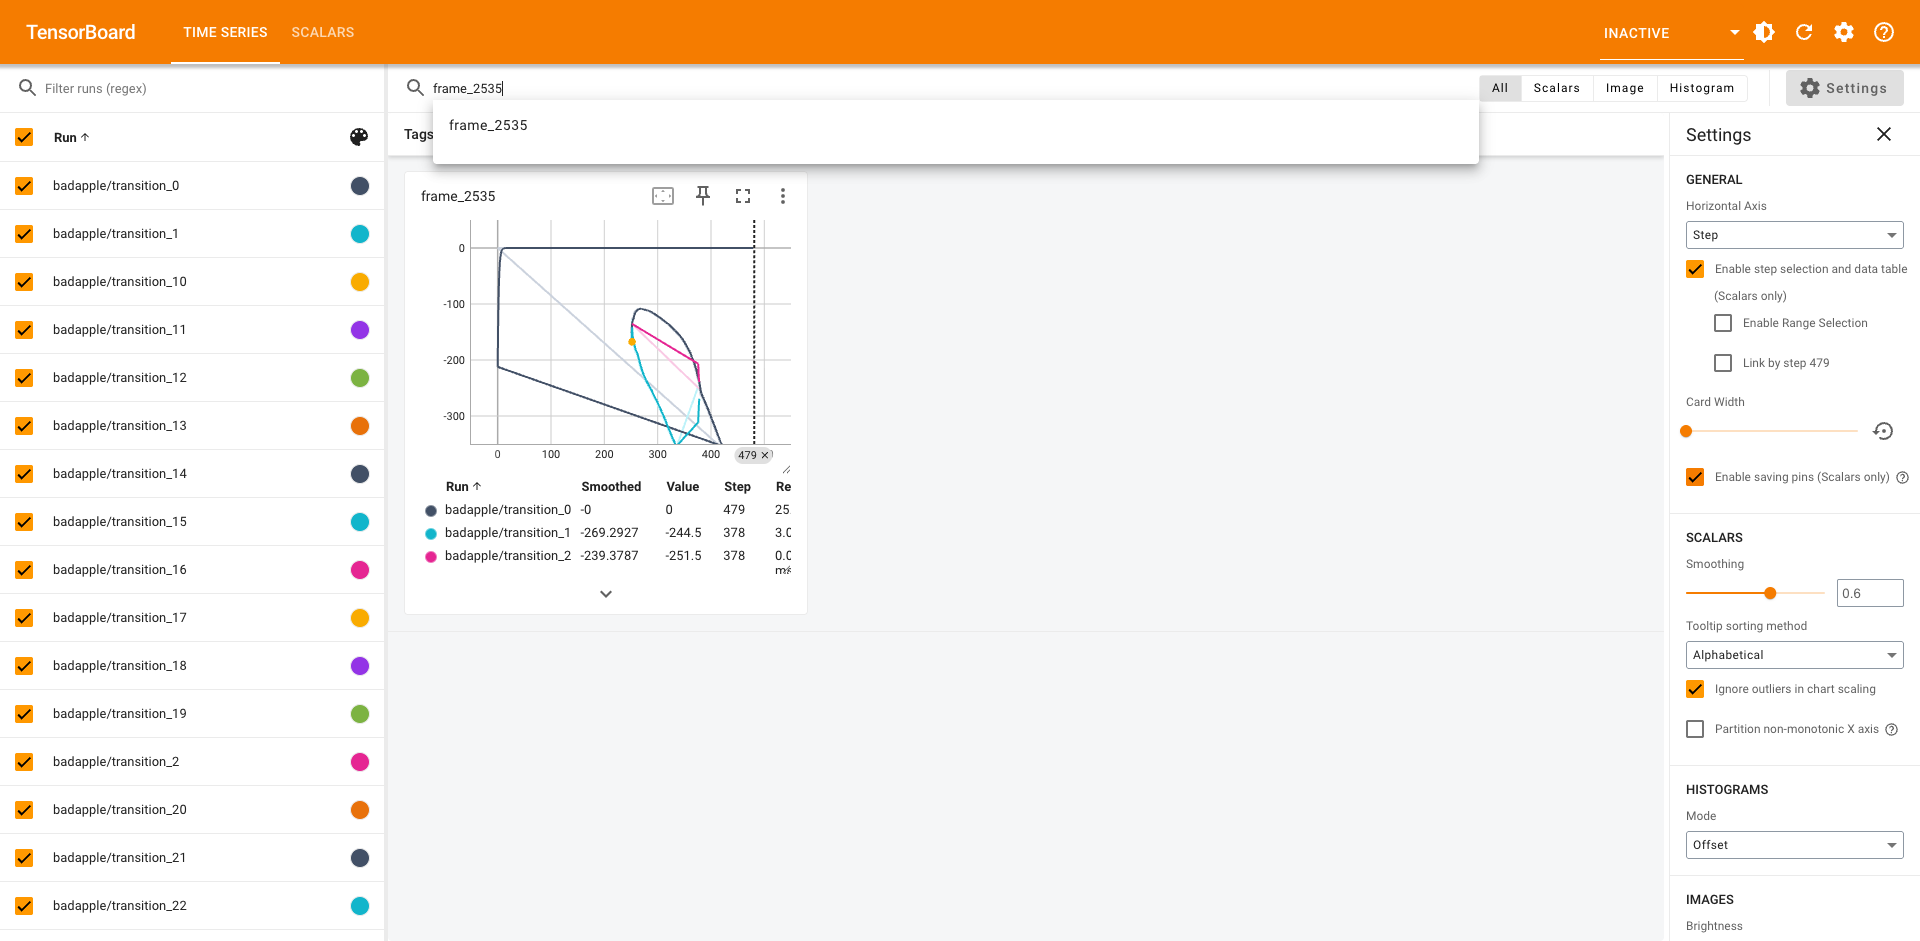 TensorBoard
TIME SERIES
SCALARS
INACTIVE
Filter runs (regex)
Run
badapple/transition_0
badapple/transition_1
badapple/transition_10
badapple/transition_11
badapple/transition_12
badapple/transition_13
badapple/transition_14
badapple/transition_15
badapple/transition_16
badapple/transition_17
badapple/transition_18
badapple/transition_19
badapple/transition_2
badapple/transition_20
badapple/transition_21
badapple/transition_22
frame_2535
All Scalars Image Histogram
Settings
Tags
frame_2535
frame_2535
0
-100
-200
-300
0 100 200 300 400 479
Run Smoothed Value Step Re
badapple/transition_0 -0 0 479 25.
badapple/transition_1 -269.2927 -244.5 378 3.0
badapple/transition_2 -239.3787 -251.5 378 0.0
Settings
GENERAL
Horizontal Axis
Step
Enable step selection and data table
(Scalars only)
Enable Range Selection
Link by step 479
Card Width
Enable saving pins (Scalars only)
SCALARS
Smoothing
0.6
Tooltip sorting method
Alphabetical
Ignore outliers in chart scaling
Partition non-monotonic X axis
HISTOGRAMS
Mode
Offset
IMAGES
Brightness